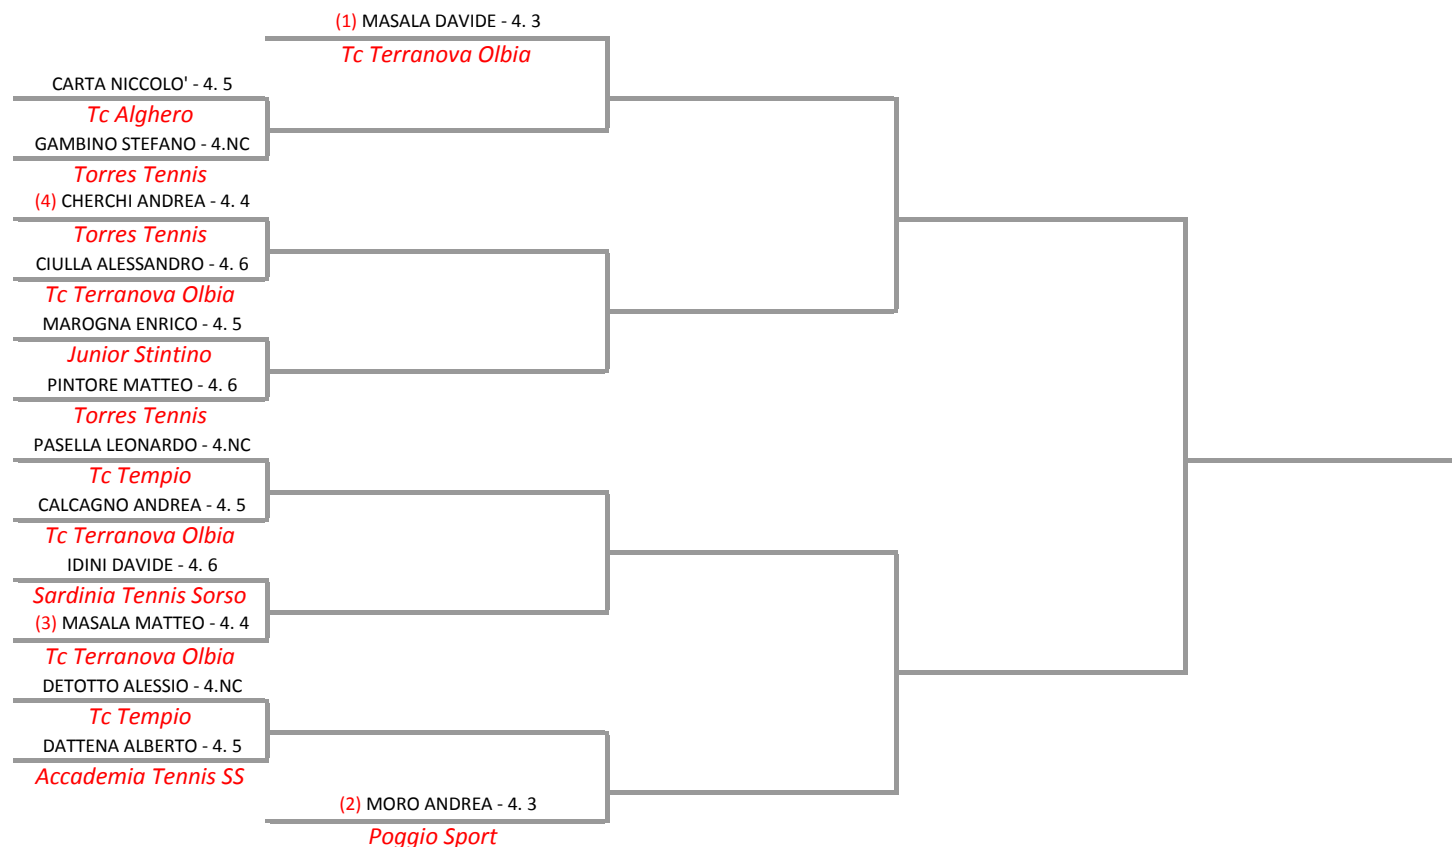 (1) MASALA DAVIDE - 4. 3
Tc Terranova Olbia
CARTA NICCOLO' - 4. 5
Tc Alghero
GAMBINO STEFANO - 4.NC
Torres Tennis
(4) CHERCHI ANDREA - 4. 4
Torres Tennis
CIULLA ALESSANDRO - 4. 6
Tc Terranova Olbia
MAROGNA ENRICO - 4. 5
Junior Stintino
PINTORE MATTEO - 4. 6
Torres Tennis
PASELLA LEONARDO - 4.NC
Tc Tempio
CALCAGNO ANDREA - 4. 5
Tc Terranova Olbia
IDINI DAVIDE - 4. 6
Sardinia Tennis Sorso
(3) MASALA MATTEO - 4. 4
Tc Terranova Olbia
DETOTTO ALESSIO - 4.NC
Tc Tempio
DATTENA ALBERTO - 4. 5
Accademia Tennis SS
(2) MORO ANDREA - 4. 3
Poggio Sport